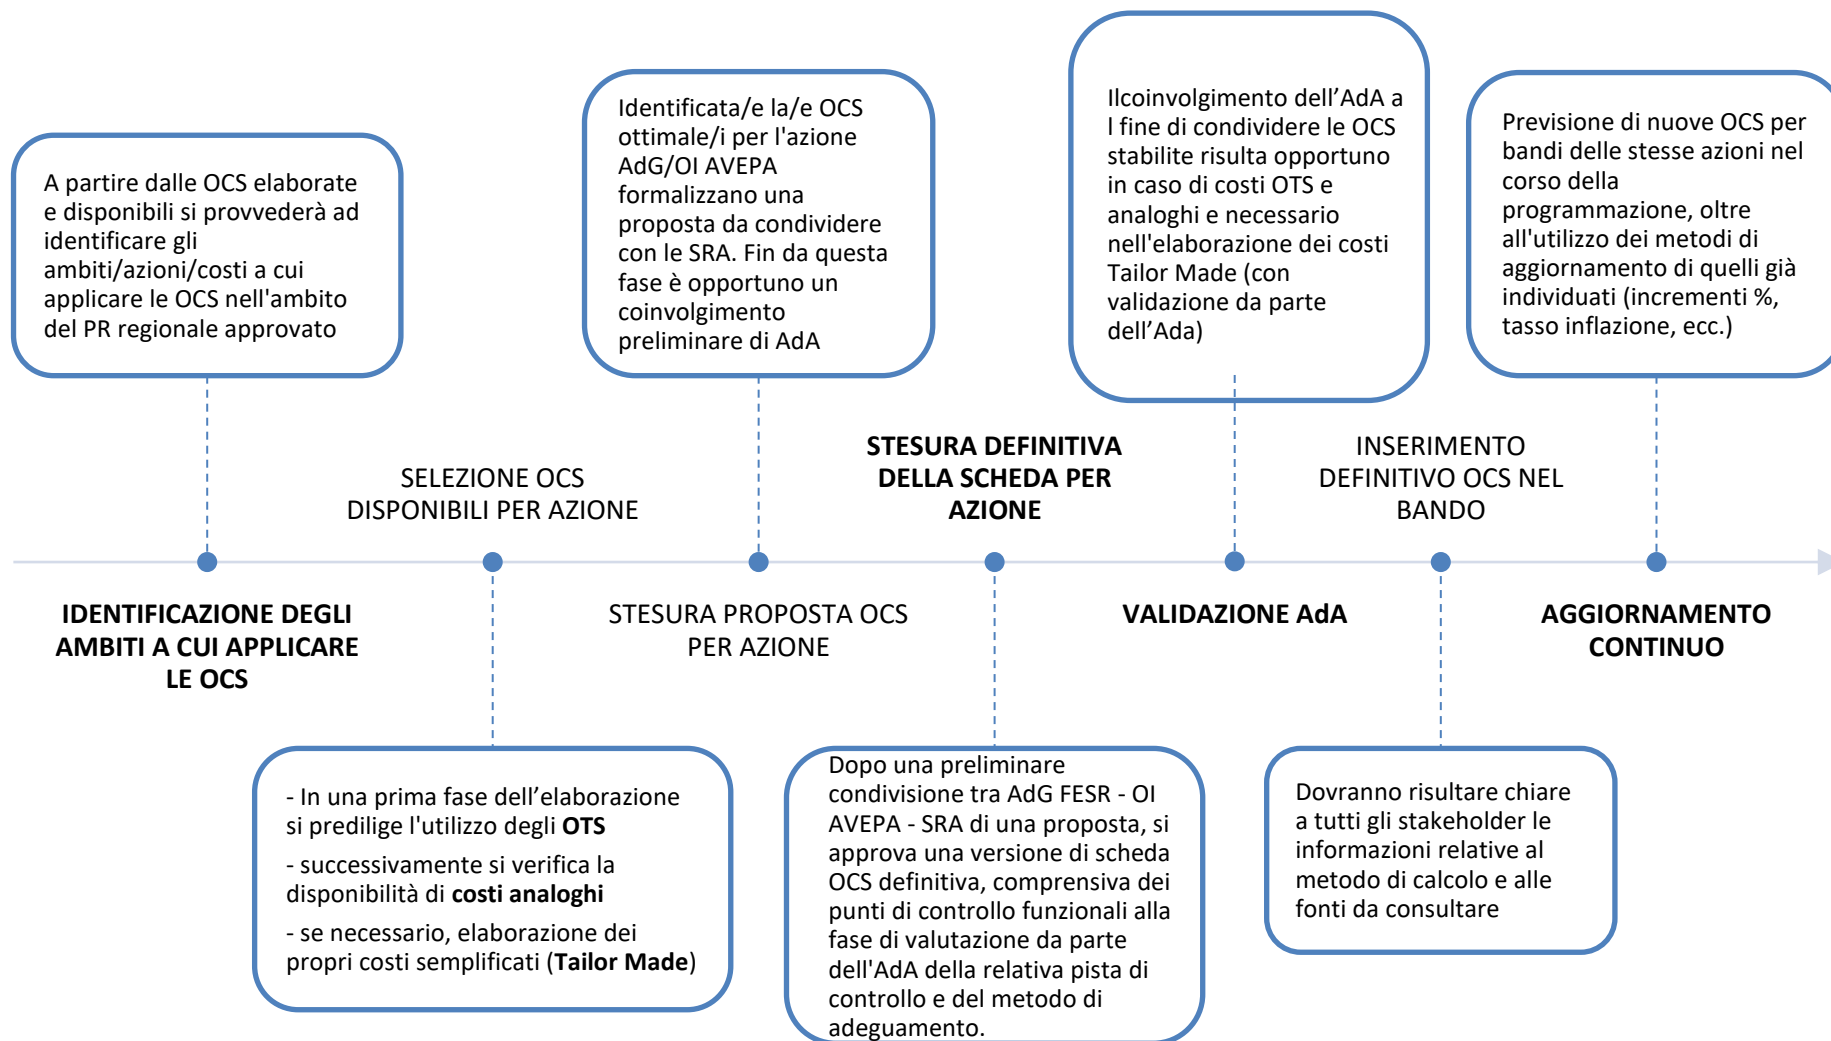 A partire dalle OCS elaborate
e disponibili si provvederà ad
identificare gli
ambiti/azioni/costi a cui
applicare le OCS nell'ambito
del PR regionale approvato
Identificata/e la/e OCS
ottimale/i per l'azione
AdG/OI AVEPA
formalizzano una
proposta da condividere
con le SRA. Fin da questa
fase è opportuno un
coinvolgimento
preliminare di AdA
Ilcoinvolgimento dell’AdA a
l fine di condividere le OCS
stabilite risulta opportuno
in caso di costi OTS e
analoghi e necessario
nell'elaborazione dei costi
Tailor Made (con
validazione da parte
dell’Ada)
Previsione di nuove OCS per
bandi delle stesse azioni nel
corso della
programmazione, oltre
all'utilizzo dei metodi di
aggiornamento di quelli già
individuati (incrementi %,
tasso inflazione, ecc.)
SELEZIONE OCS
DISPONIBILI PER AZIONE
STESURA DEFINITIVA
DELLA SCHEDA PER
AZIONE
INSERIMENTO
DEFINITIVO OCS NEL
BANDO
IDENTIFICAZIONE DEGLI
AMBITI A CUI APPLICARE
LE OCS
STESURA PROPOSTA OCS
PER AZIONE
VALIDAZIONE AdA
AGGIORNAMENTO
CONTINUO
- In una prima fase dell’elaborazione
si predilige l'utilizzo degli OTS
- successivamente si verifica la
disponibilità di costi analoghi
- se necessario, elaborazione dei
propri costi semplificati (Tailor Made)
Dopo una preliminare
condivisione tra AdG FESR - OI
AVEPA - SRA di una proposta, si
approva una versione di scheda
OCS definitiva, comprensiva dei
punti di controllo funzionali alla
fase di valutazione da parte
dell'AdA della relativa pista di
controllo e del metodo di
adeguamento.
Dovranno risultare chiare
a tutti gli stakeholder le
informazioni relative al
metodo di calcolo e alle
fonti da consultare